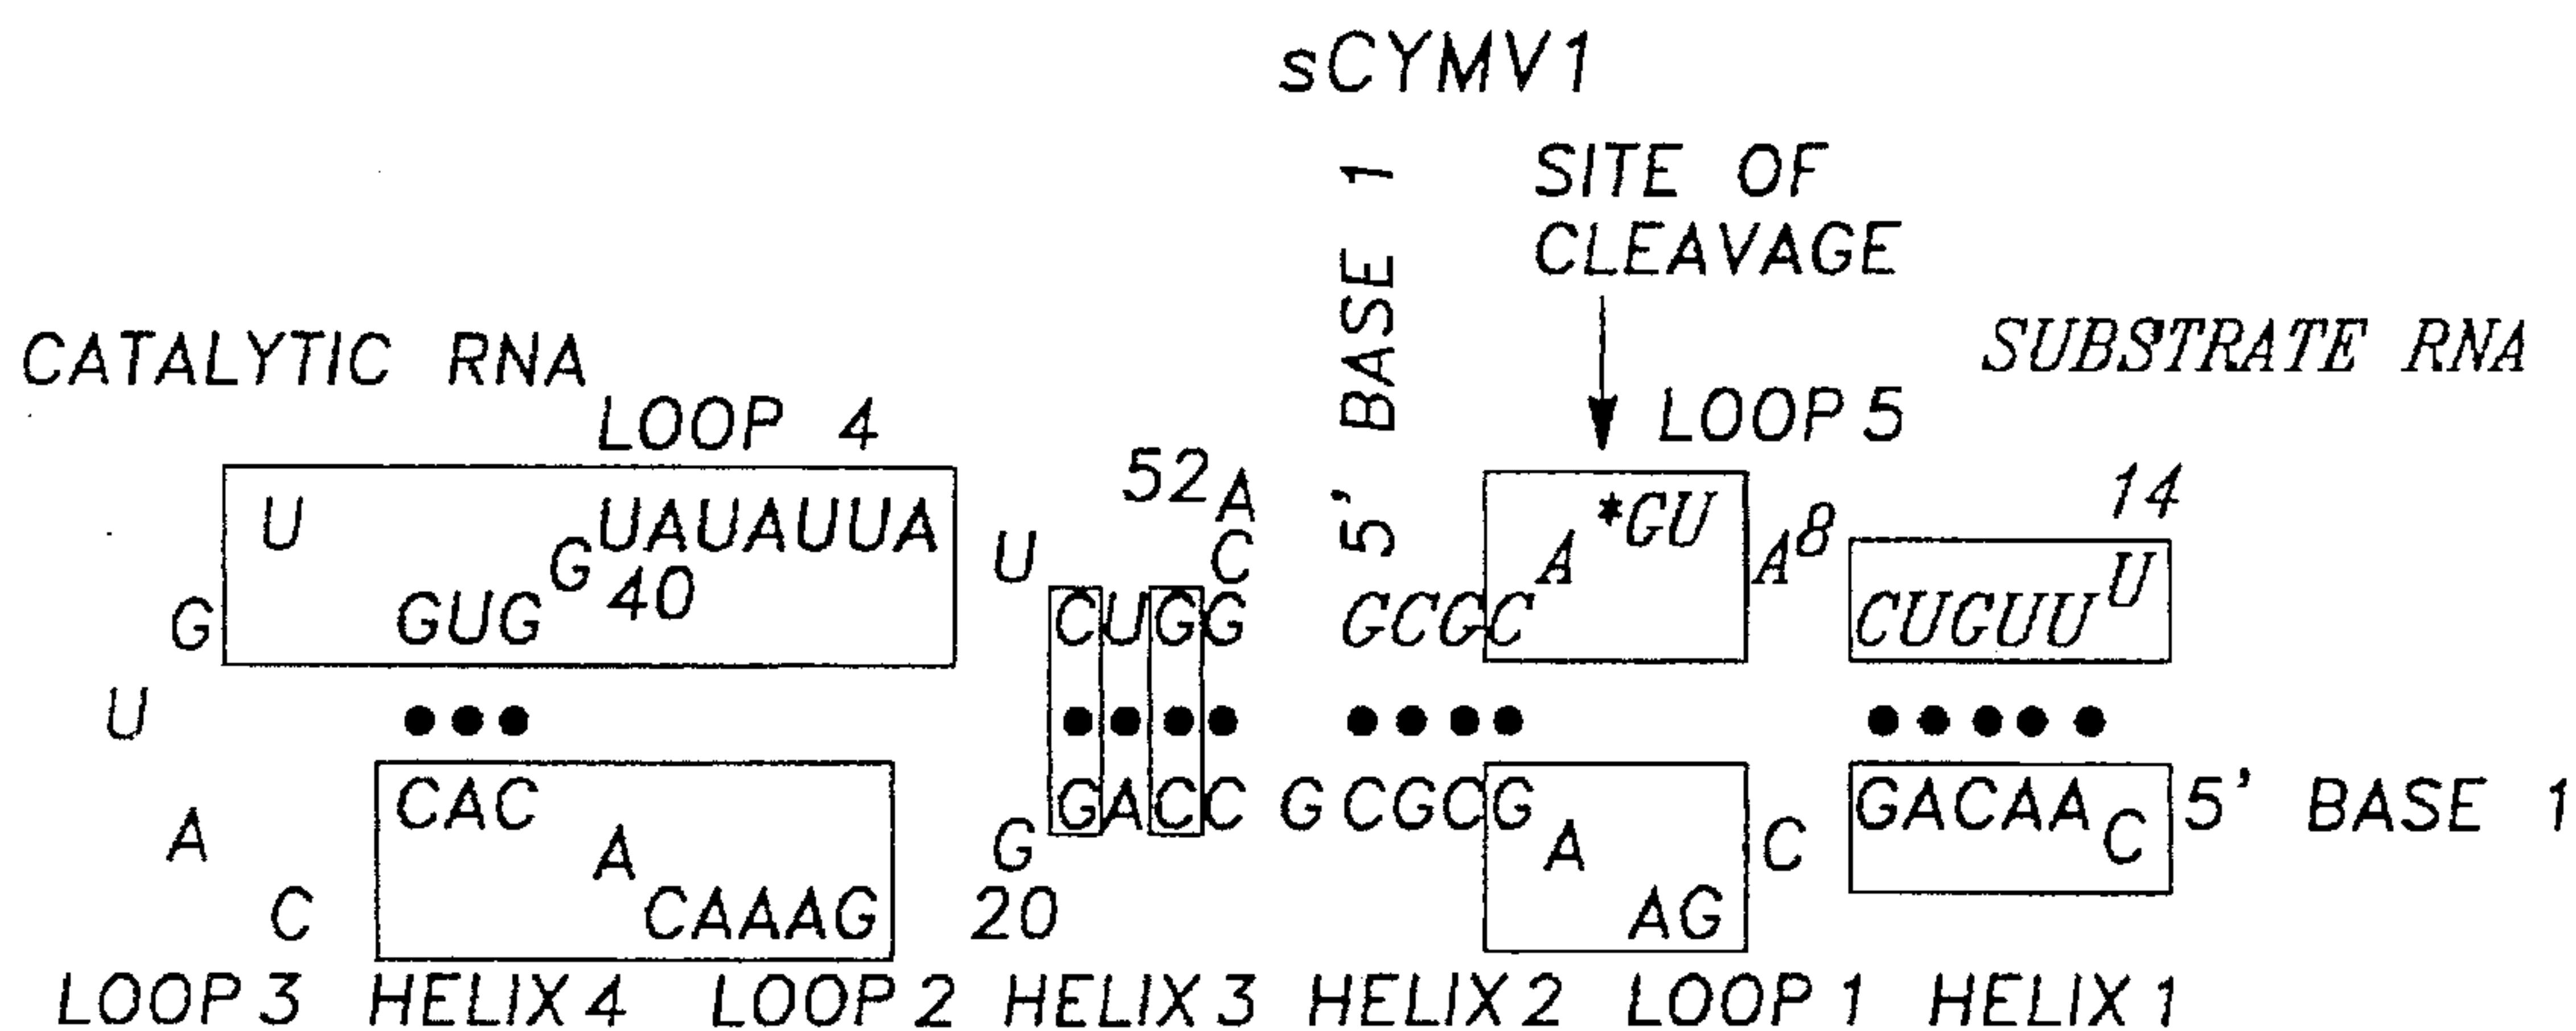 sCYMV1
5' BASE 1
SITE OF
CLEAVAGE
CATALYTIC RNA
SUBSTRATE RNA
LOOP 4
LOOP 5
52 A
14
U
UAUAUUA
*GU
G
40
U
C
A
A8
U
G
GUG
CUGG
GCGC
CUGUU
U
CAC
GACC
G
CGCG
GACAA
C
5' BASE 1
A
A
G
A
C
C
CAAAG
20
AG
LOOP 3
HELIX 4
LOOP 2
HELIX 3
HELIX 2
LOOP 1
HELIX 1